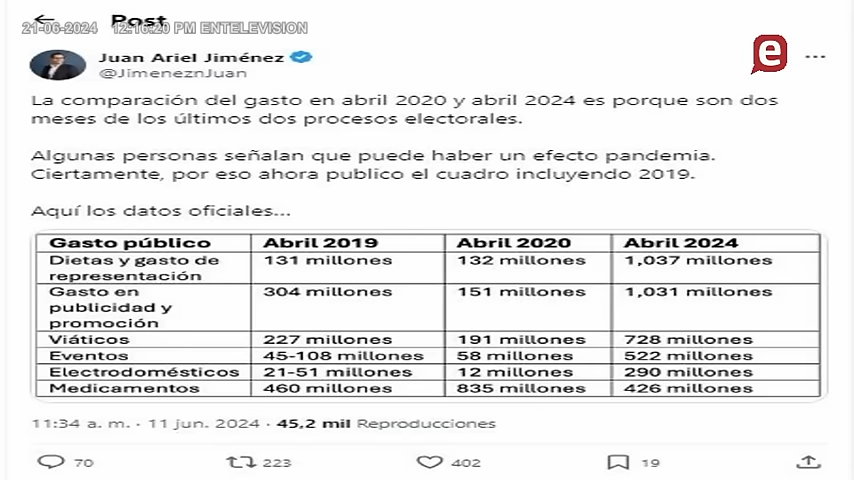 ← Post
21-06-2024 12:16:20 PM ENTELEVISION
Juan Ariel Jiménez
@JimeneznJuan
e
La comparación del gasto en abril 2020 y abril 2024 es porque son dos
meses de los últimos dos procesos electorales.
Algunas personas señalan que puede haber un efecto pandemia.
Ciertamente, por eso ahora publico el cuadro incluyendo 2019.
Aquí los datos oficiales...
Gasto público Abril 2019 Abril 2020 Abril 2024
Dietas y gasto de 131 millones 132 millones 1,037 millones
representación
Gasto en 304 millones 151 millones 1,031 millones
publicidad y
promoción
Viáticos 227 millones 191 millones 728 millones
Eventos 45-108 millones 58 millones 522 millones
Electrodomésticos 21-51 millones 12 millones 290 millones
Medicamentos 460 millones 835 millones 426 millones
11:34 a. m. · 11 jun. 2024 · 45,2 mil Reproducciones
70 223 402 19